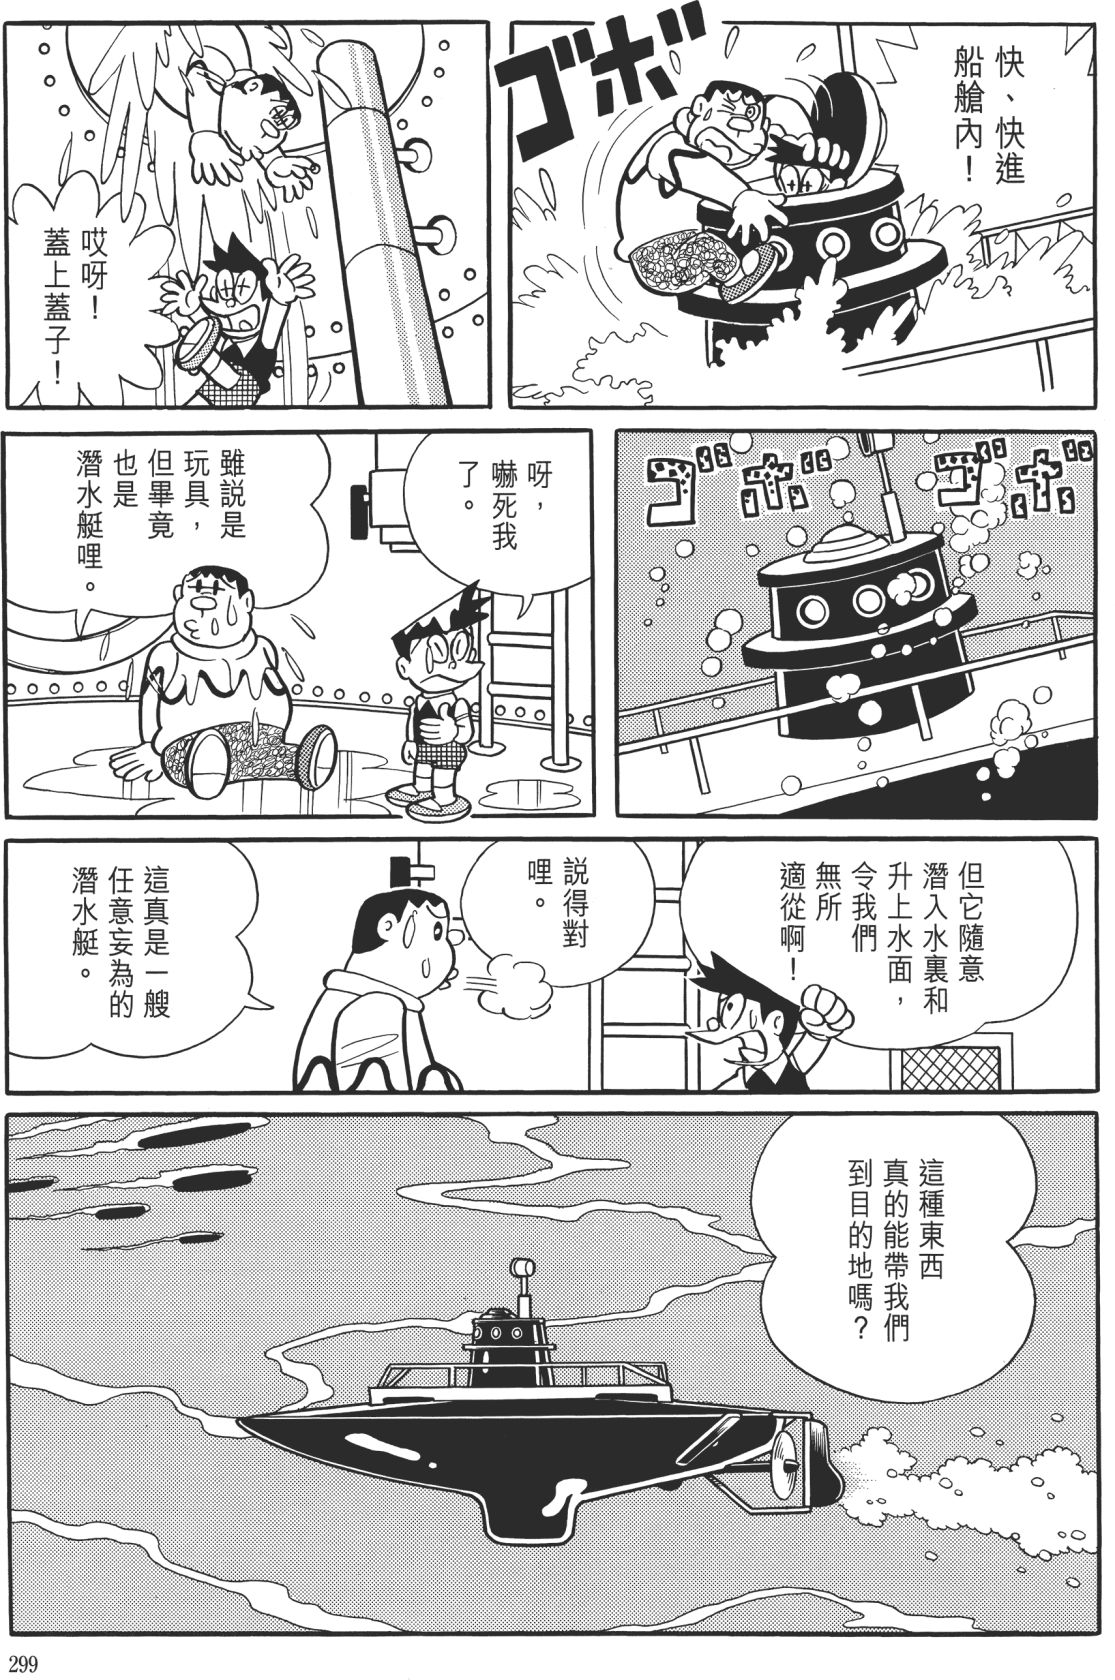 快、快進
船艙內！
ゴボ
哎呀！
蓋上蓋子！
ゴボゴボ
呀，
嚇死我
了。
雖説是
玩具，
但畢竟
也是
潛水艇哩。
但它隨意
潛入水裏和
升上水面，
令我們
無所
適從啊！
説得對
哩。
這真是一艘
任意妄為的
潛水艇。
這種東西
真的能帶我們
到目的地嗎？
299